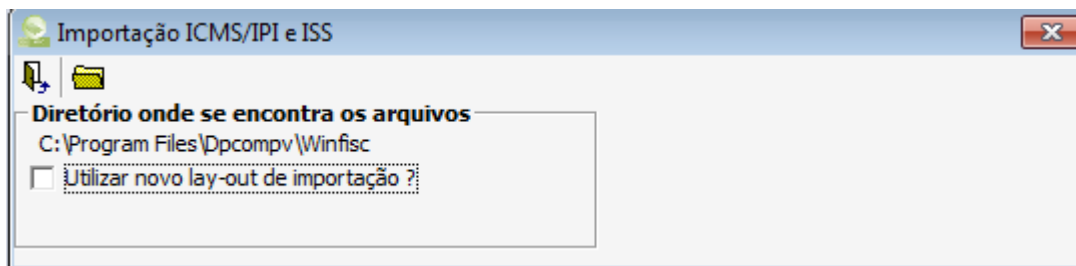 Importação ICMS/IPI e ISS
Diretório onde se encontra os arquivos
C:\Program Files\Dpcompv\Winfisc
Utilizar novo lay-out de importação ?